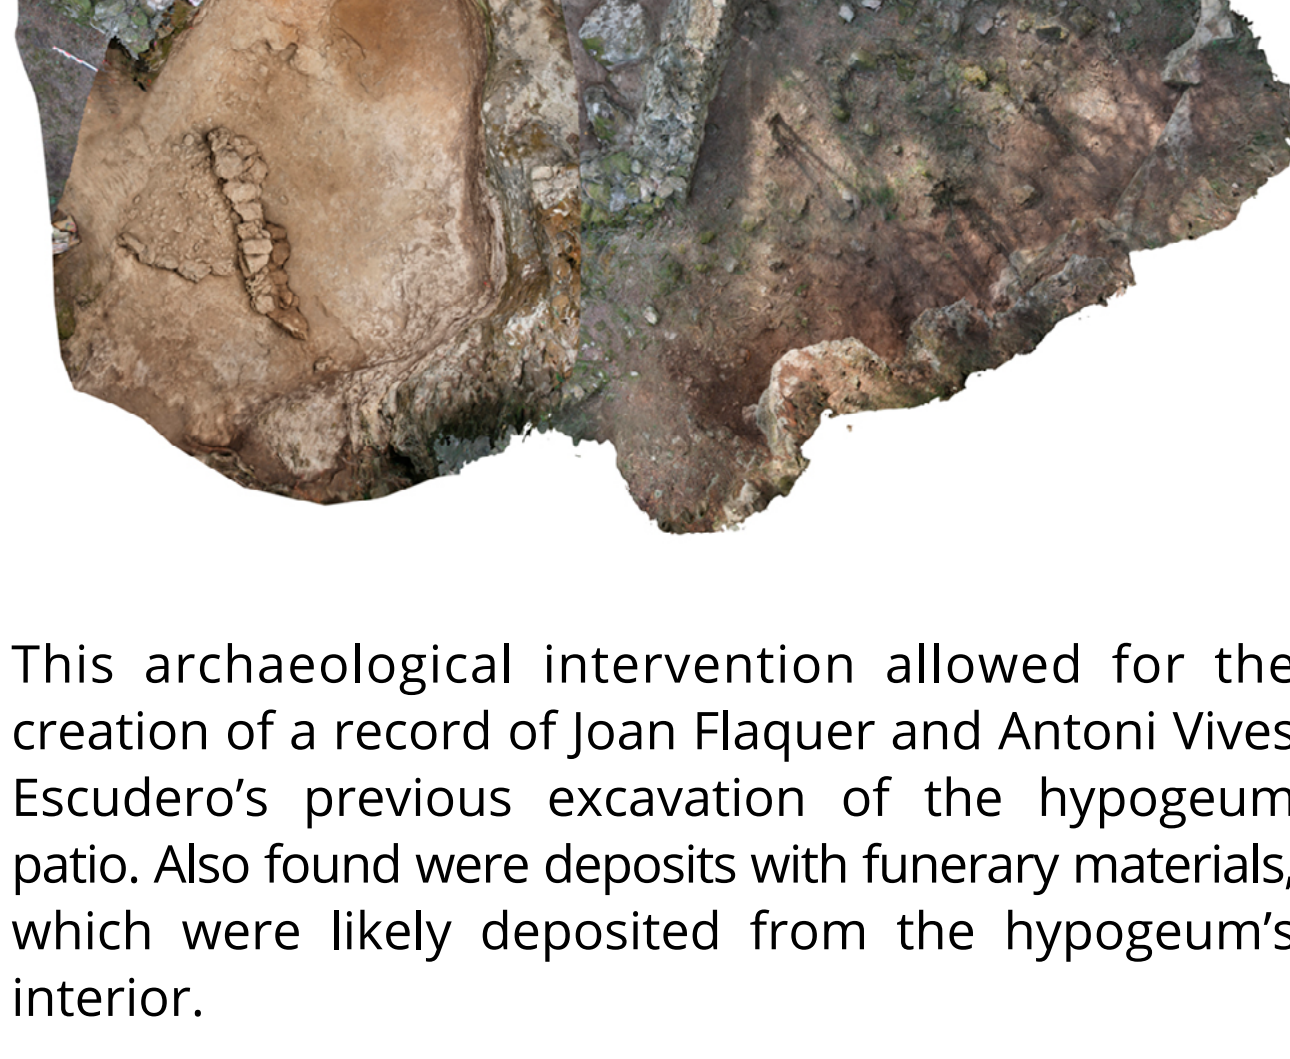 This archaeological intervention allowed for the
creation of a record of Joan Flaquer and Antoni Vives
Escudero’s previous excavation of the hypogeum
patio. Also found were deposits with funerary materials,
which were likely deposited from the hypogeum’s
interior.